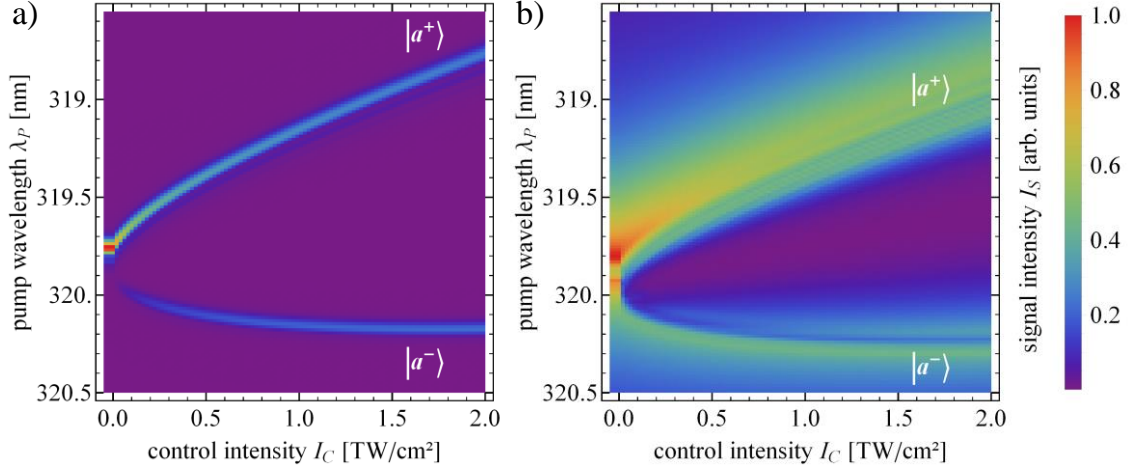 a)
|a⁺⟩
|a⁻⟩
319.
319.5
320.
320.5
pump wavelength λ_P [nm]
0.0 0.5 1.0 1.5 2.0
control intensity I_C [TW/cm²]
b)
|a⁺⟩
|a⁻⟩
319.
319.5
320.
320.5
pump wavelength λ_P [nm]
0.0 0.5 1.0 1.5 2.0
control intensity I_C [TW/cm²]
signal intensity I_S [arb. units]
1.0
0.8
0.6
0.4
0.2